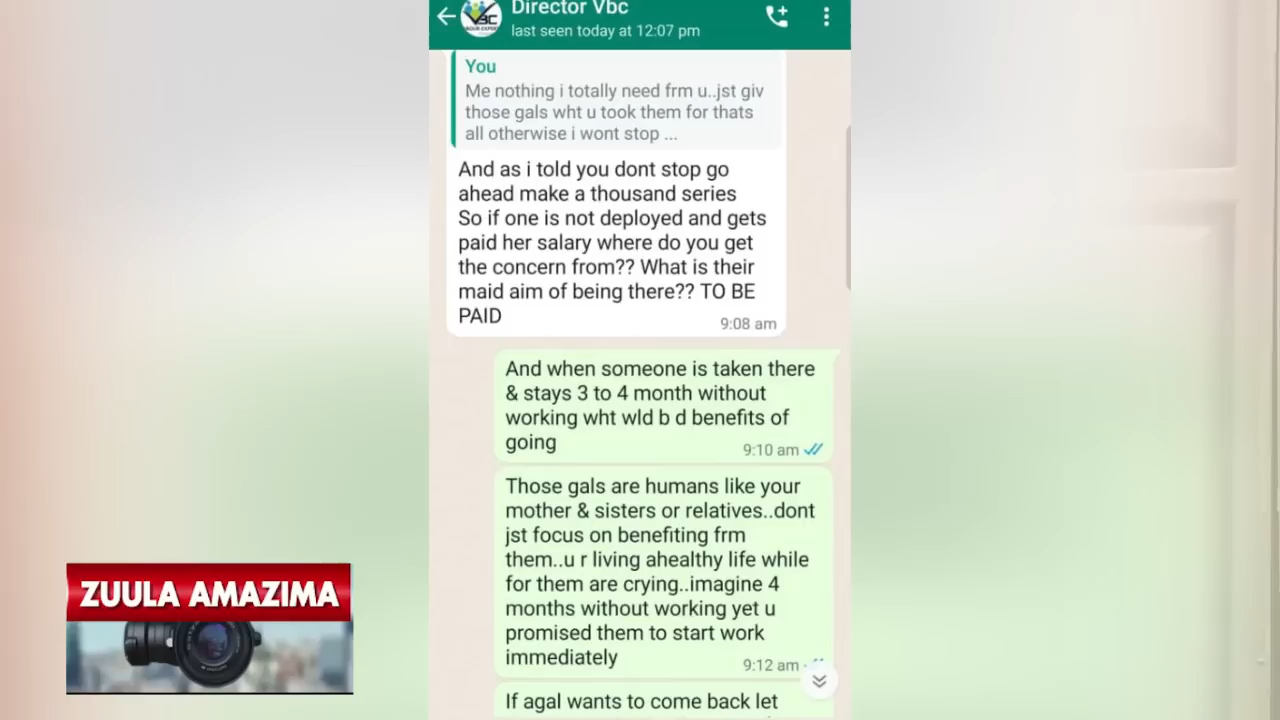 Director Vbc
last seen today at 12:07 pm
VBC
You
Me nothing i totally need frm u..jst giv
those gals wht u took them for thats
all otherwise i wont stop ...
And as i told you dont stop go
ahead make a thousand series
So if one is not deployed and gets
paid her salary where do you get
the concern from?? What is their
maid aim of being there?? TO BE
PAID
9:08 am
And when someone is taken there
& stays 3 to 4 month without
working wht wld b d benefits of
going
9:10 am
Those gals are humans like your
mother & sisters or relatives..dont
jst focus on benefiting frm
them..u r living ahealthy life while
for them are crying..imagine 4
months without working yet u
promised them to start work
immediately
9:12 am
If agal wants to come back let
ZUULA AMAZIMA